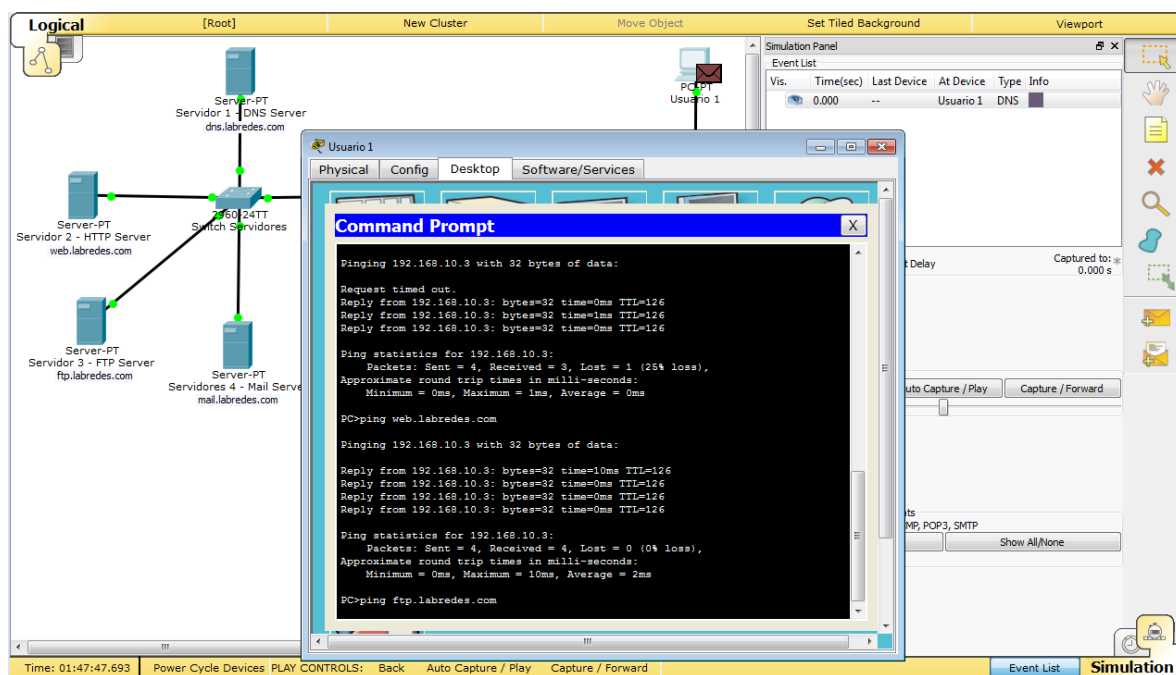 Logical
[Root]
New Cluster
Move Object
Set Tiled Background
Viewport
Server-PT
Servidor 1 - DNS Server
dns.labredes.com
Server-PT
Servidor 2 - HTTP Server
web.labredes.com
2960-24TT
Switch Servidores
Server-PT
Servidor 3 - FTP Server
ftp.labredes.com
Server-PT
Servidores 4 - Mail Serve
mail.labredes.com
PC-PT
Usuario 1
Usuario 1
Physical
Config
Desktop
Software/Services
Command Prompt
X
Pinging 192.168.10.3 with 32 bytes of data:
Request timed out.
Reply from 192.168.10.3: bytes=32 time=0ms TTL=126
Reply from 192.168.10.3: bytes=32 time=1ms TTL=126
Reply from 192.168.10.3: bytes=32 time=0ms TTL=126
Ping statistics for 192.168.10.3:
Packets: Sent = 4, Received = 3, Lost = 1 (25% loss),
Approximate round trip times in milli-seconds:
Minimum = 0ms, Maximum = 1ms, Average = 0ms
PC>ping web.labredes.com
Pinging 192.168.10.3 with 32 bytes of data:
Reply from 192.168.10.3: bytes=32 time=10ms TTL=126
Reply from 192.168.10.3: bytes=32 time=0ms TTL=126
Reply from 192.168.10.3: bytes=32 time=0ms TTL=126
Reply from 192.168.10.3: bytes=32 time=0ms TTL=126
Ping statistics for 192.168.10.3:
Packets: Sent = 4, Received = 4, Lost = 0 (0% loss),
Approximate round trip times in milli-seconds:
Minimum = 0ms, Maximum = 10ms, Average = 2ms
PC>ping ftp.labredes.com
Simulation Panel
Event List
Vis. Time(sec) Last Device At Device Type Info
0.000 -- Usuario 1 DNS
t Delay
Captured to: *
0.000 s
uto Capture / Play
Capture / Forward
ts
MP, POP3, SMTP
Show All/None
Time: 01:47:47.693
Power Cycle Devices
PLAY CONTROLS:
Back
Auto Capture / Play
Capture / Forward
Event List
Simulation